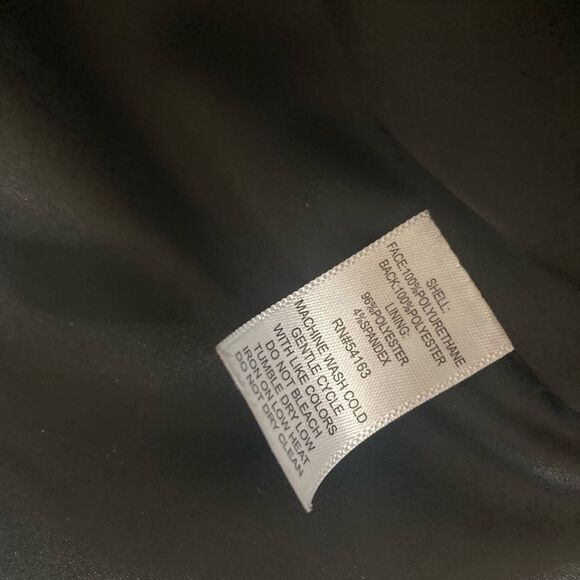 SHELL:
FACE:100%POLYURETHANE
BACK:100%POLYESTER
LINING:
96%POLYESTER
4%SPANDEX
RN#54163
MACHINE WASH COLD
GENTLE CYCLE
WITH LIKE COLORS
DO NOT BLEACH
TUMBLE DRY LOW
IRON ON LOW HEAT
DO NOT DRY CLEAN